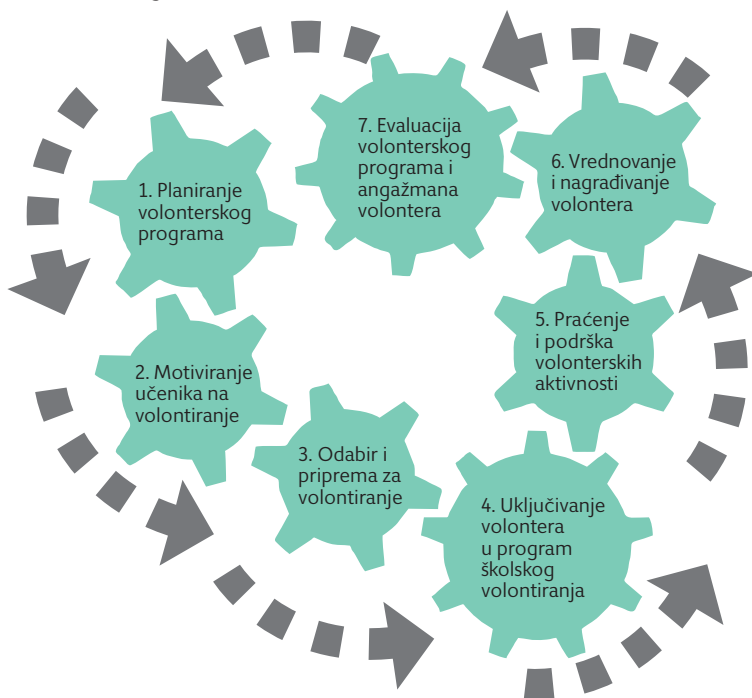 1. Planiranje
volonterskog
programa
2. Motiviranje
učenika na
volontiranje
3. Odabir i
priprema za
volontiranje
4. Uključivanje
volontera
u program
školskog
volontiranja
5. Praćenje
i podrška
volonterskih
aktivnosti
6. Vrednovanje
i nagrađivanje
volontera
7. Evaluacija
volonterskog
programa i
angažmana
volontera